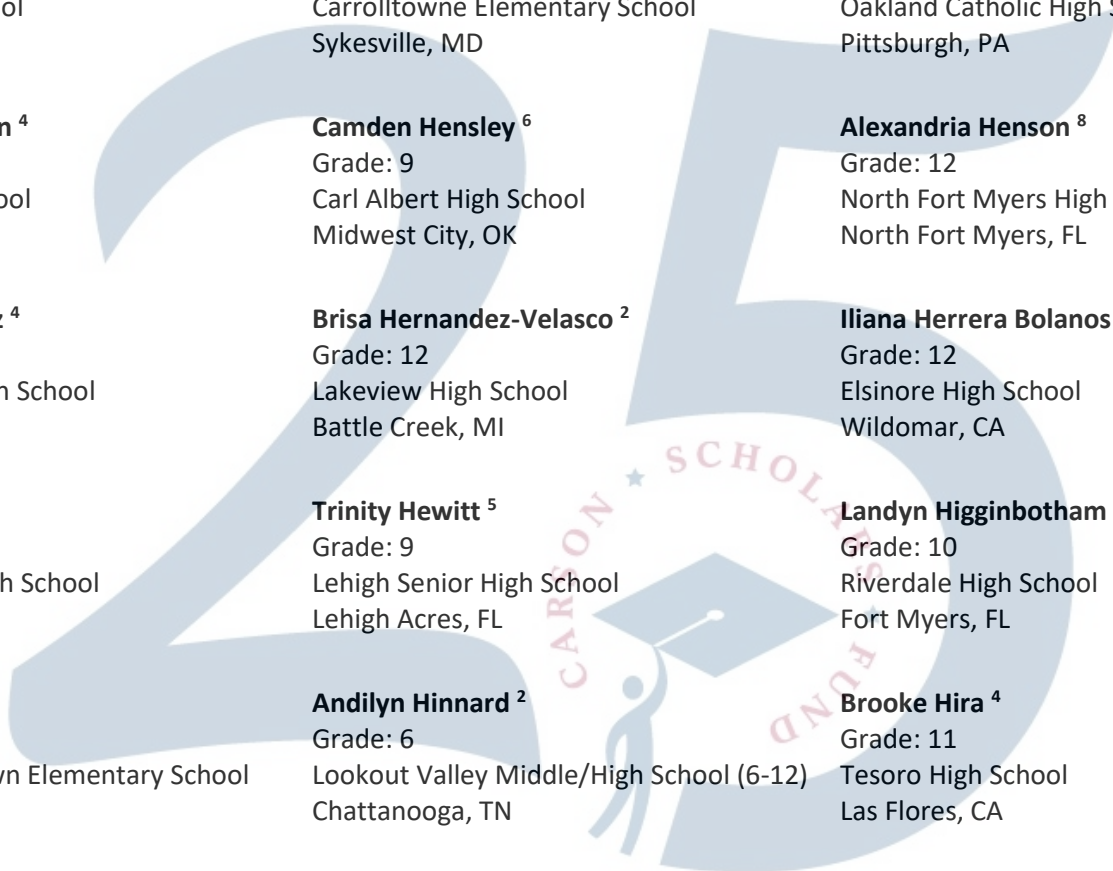 ol
Carrolltowne Elementary School
Sykesville, MD
Oakland Catholic High S
Pittsburgh, PA
n 4
ool
Camden Hensley 6
Grade: 9
Carl Albert High School
Midwest City, OK
Alexandria Henson 8
Grade: 12
North Fort Myers High
North Fort Myers, FL
z 4
h School
Brisa Hernandez-Velasco 2
Grade: 12
Lakeview High School
Battle Creek, MI
Iliana Herrera Bolanos
Grade: 12
Elsinore High School
Wildomar, CA
h School
Trinity Hewitt 5
Grade: 9
Lehigh Senior High School
Lehigh Acres, FL
Landyn Higginbotham
Grade: 10
Riverdale High School
Fort Myers, FL
yn Elementary School
Andilyn Hinnard 2
Grade: 6
Lookout Valley Middle/High School (6-12)
Chattanooga, TN
Brooke Hira 4
Grade: 11
Tesoro High School
Las Flores, CA
25
CARSON ★ SCHOLARS ★ FUND